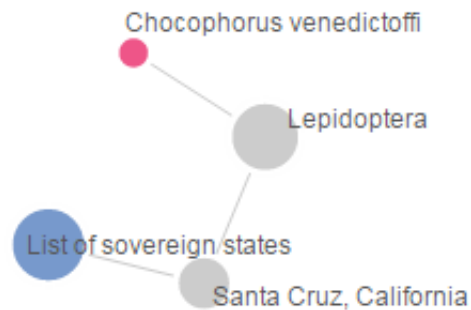 Chocophorus venedictoffi
Lepidoptera
List of sovereign states
Santa Cruz, California